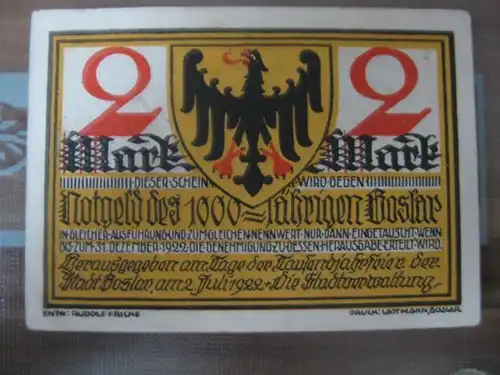 2 2
Mark Mark
DIESER SCHEIN WIRD GEGEN
Notgeld des 1000=Jährigen Goslar
IN GLEICHER AUSFÜHRUNG UND ZUM GLEICHEN NENNWERT NUR DANN EINGETAUSCHT WENN
BIS ZUM 31. DEZEMBER 1922 DIE GENEHMIGUNG ZU DESSEN HERAUSGABE ERTEILT WIRD.
Herausgegeben am Tage der Tausendjahrfeier der
Stadt Goslar, am 2. Juli 1922 • Die Stadtverwaltung
ENTW: RUDOLF FRICKE DRUCK: LATTMANN, GOSLAR